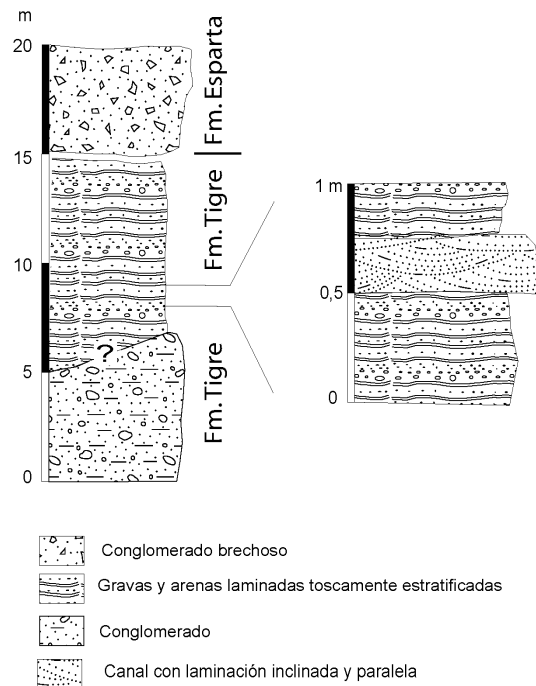 m
20
15
10
5
0
Fm. Esparta
Fm. Tigre
Fm. Tigre
?
1 m
0,5
0
Conglomerado brechoso
Gravas y arenas laminadas toscamente estratificadas
Conglomerado
Canal con laminación inclinada y paralela